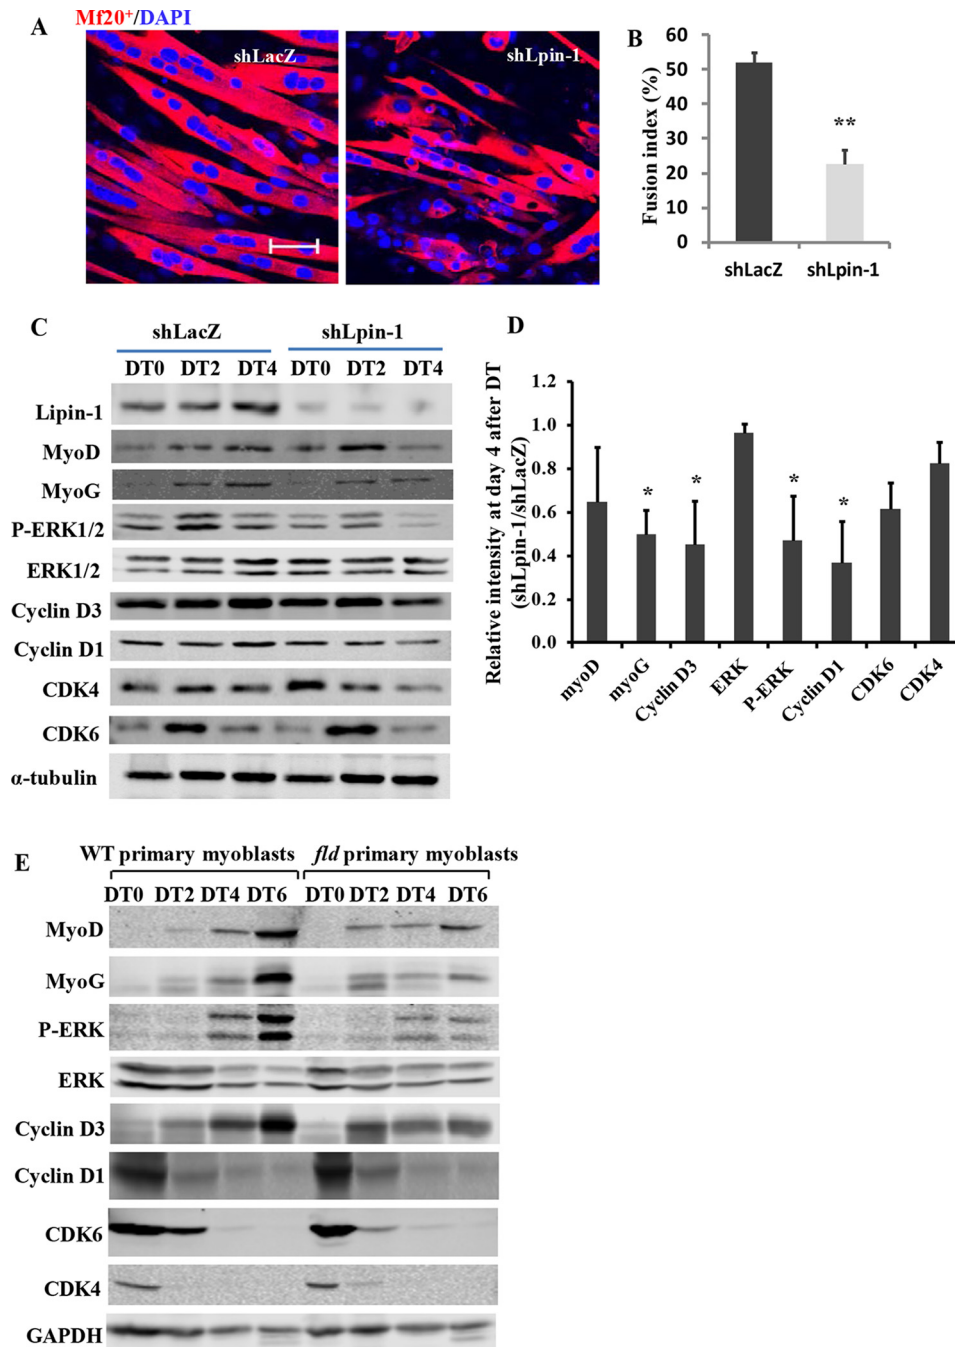 A
Mf20⁺/DAPI
shLacZ
shLpin-1
B
Fusion index (%)
60
50
40
30
20
10
0
**
shLacZ
shLpin-1
C
shLacZ
shLpin-1
DT0 DT2 DT4 DT0 DT2 DT4
Lipin-1
MyoD
MyoG
P-ERK1/2
ERK1/2
Cyclin D3
Cyclin D1
CDK4
CDK6
α-tubulin
D
Relative intensity at day 4 after DT
(shLpin-1/shLacZ)
1.2
1.0
0.8
0.6
0.4
0.2
0.0
*
*
*
*
myoD
myoG
Cyclin D3
ERK
P-ERK
Cyclin D1
CDK6
CDK4
E
WT primary myoblasts
fld primary myoblasts
DT0 DT2 DT4 DT6 DT0 DT2 DT4 DT6
MyoD
MyoG
P-ERK
ERK
Cyclin D3
Cyclin D1
CDK6
CDK4
GAPDH